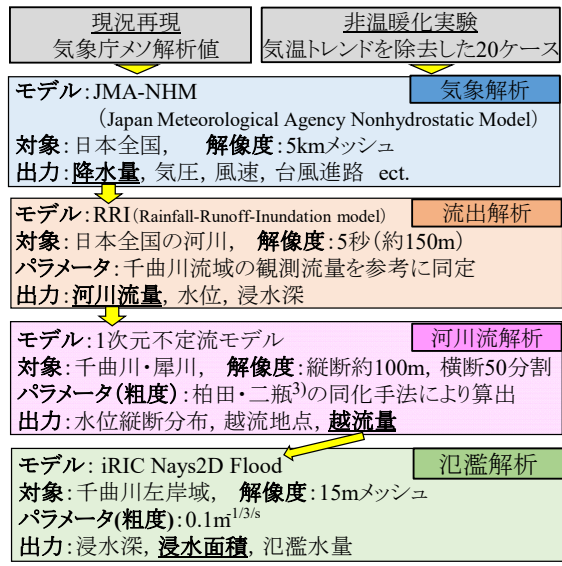 現況再現
気象庁メソ解析値
非温暖化実験
気温トレンドを除去した20ケース
モデル:JMA-NHM
気象解析
(Japan Meteorological Agency Nonhydrostatic Model)
対象:日本全国, 解像度:5kmメッシュ
出力:降水量, 気圧, 風速, 台風進路 ect.
モデル:RRI(Rainfall-Runoff-Inundation model)
流出解析
対象:日本全国の河川, 解像度:5秒(約150m)
パラメータ:千曲川流域の観測流量を参考に同定
出力:河川流量, 水位, 浸水深
モデル:1次元不定流モデル
河川流解析
対象:千曲川・犀川, 解像度:縦断約100m, 横断50分割
パラメータ(粗度):柏田・二瓶3)の同化手法により算出
出力:水位縦断分布, 越流地点, 越流量
モデル: iRIC Nays2D Flood
氾濫解析
対象:千曲川左岸域, 解像度:15mメッシュ
パラメータ(粗度):0.1m-1/3/s
出力:浸水深, 浸水面積, 氾濫水量